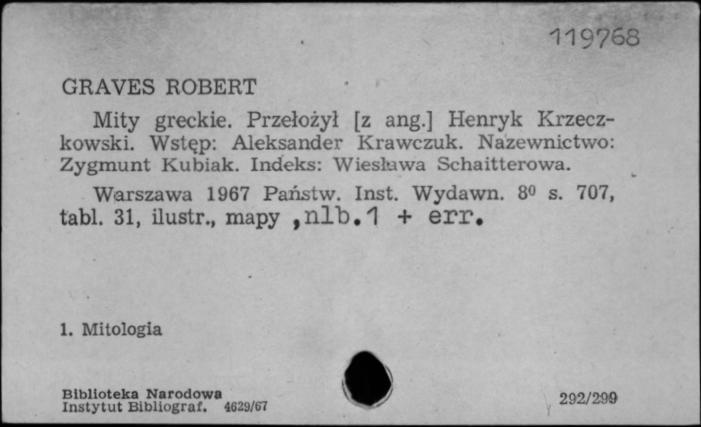 119768
GRAVES ROBERT
Mity greckie. Przełożył [z ang.] Henryk Krzecz-
kowski. Wstęp: Aleksander Krawczuk. Nazewnictwo:
Zygmunt Kubiak. Indeks: Wiesława Schaitterowa.
Warszawa 1967 Państw. Inst. Wydawn. 8⁰ s. 707,
tabl. 31, ilustr., mapy ,nlb.1 + err.
1. Mitologia
Biblioteka Narodowa
Instytut Bibliograf. 4629/67
292/299